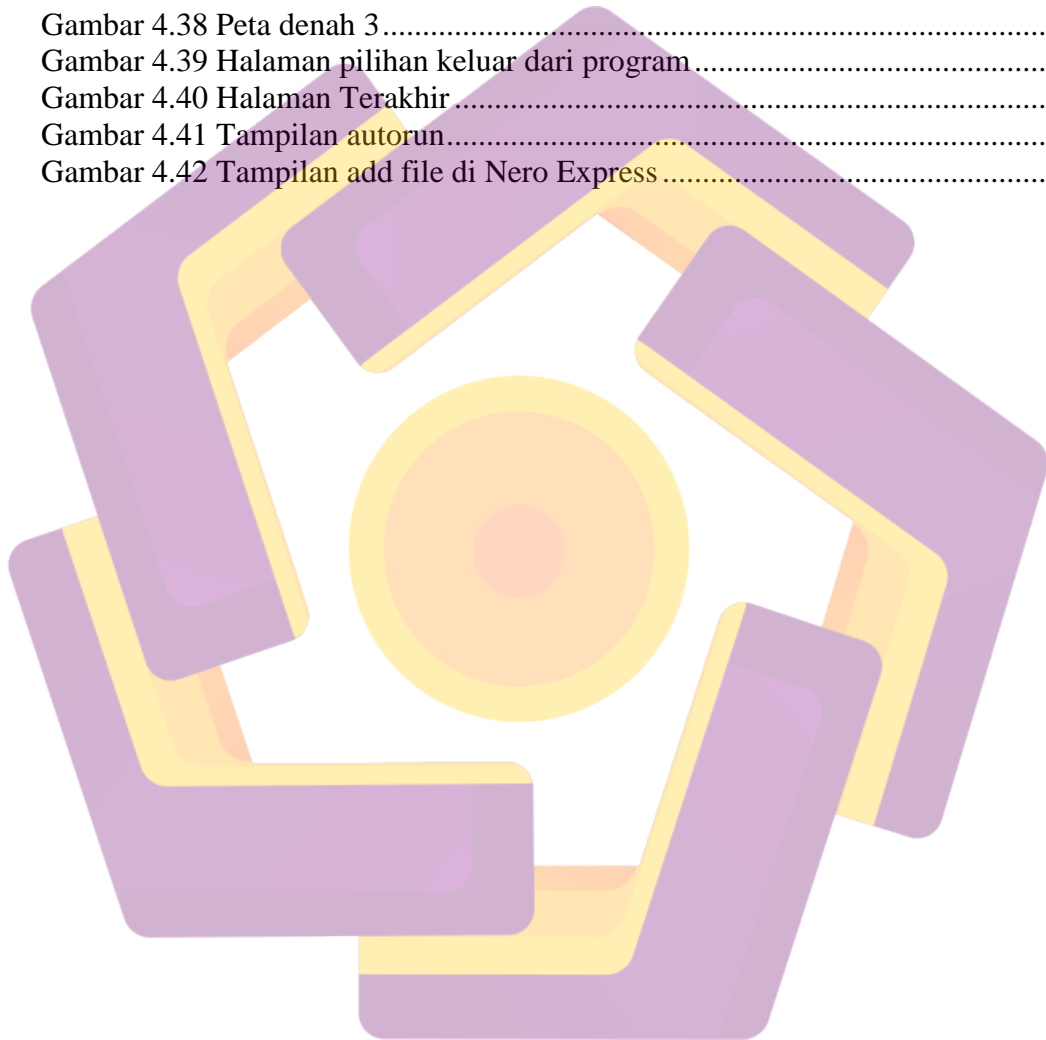 Gambar 4.38 Peta denah 3................................................................................
Gambar 4.39 Halaman pilihan keluar dari program............................................
Gambar 4.40 Halaman Terakhir..........................................................................
Gambar 4.41 Tampilan autorun...........................................................................
Gambar 4.42 Tampilan add file di Nero Express................................................